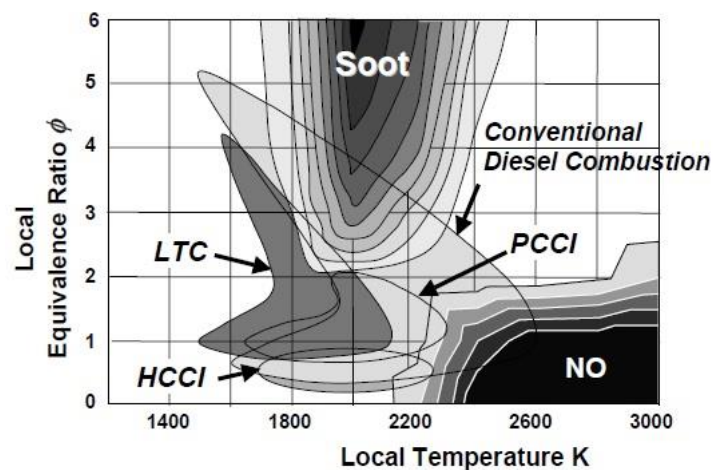 6
Soot
5
Conventional
Diesel Combustion
4
Local
Equivalence Ratio ϕ
3
LTC
PCCI
2
1
HCCI
NO
0
1400 1800 2200 2600 3000
Local Temperature K